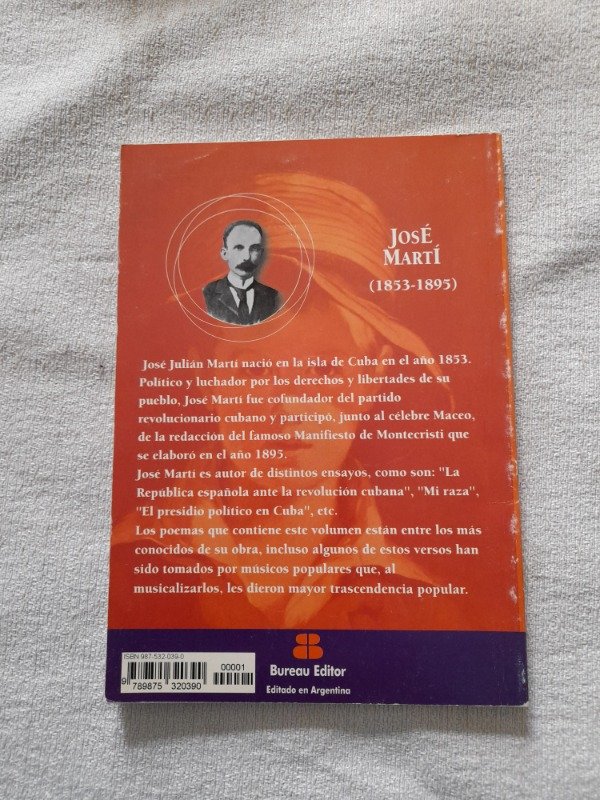 JOSÉ
MARTÍ
(1853-1895)
José Julián Martí nació en la isla de Cuba en el año 1853.
Político y luchador por los derechos y libertades de su
pueblo, José Martí fue cofundador del partido
revolucionario cubano y participó, junto al célebre Maceo,
de la redacción del famoso Manifiesto de Montecristi que
se elaboró en el año 1895.
José Martí es autor de distintos ensayos, como son: "La
República española ante la revolución cubana", "Mi raza",
"El presidio político en Cuba", etc.
Los poemas que contiene este volumen están entre los más
conocidos de su obra, incluso algunos de estos versos han
sido tomados por músicos populares que, al
musicalizarlos, les dieron mayor trascendencia popular.
ISBN 987-532-039-0
00001
9 789875 320390
Bureau Editor
Editado en Argentina